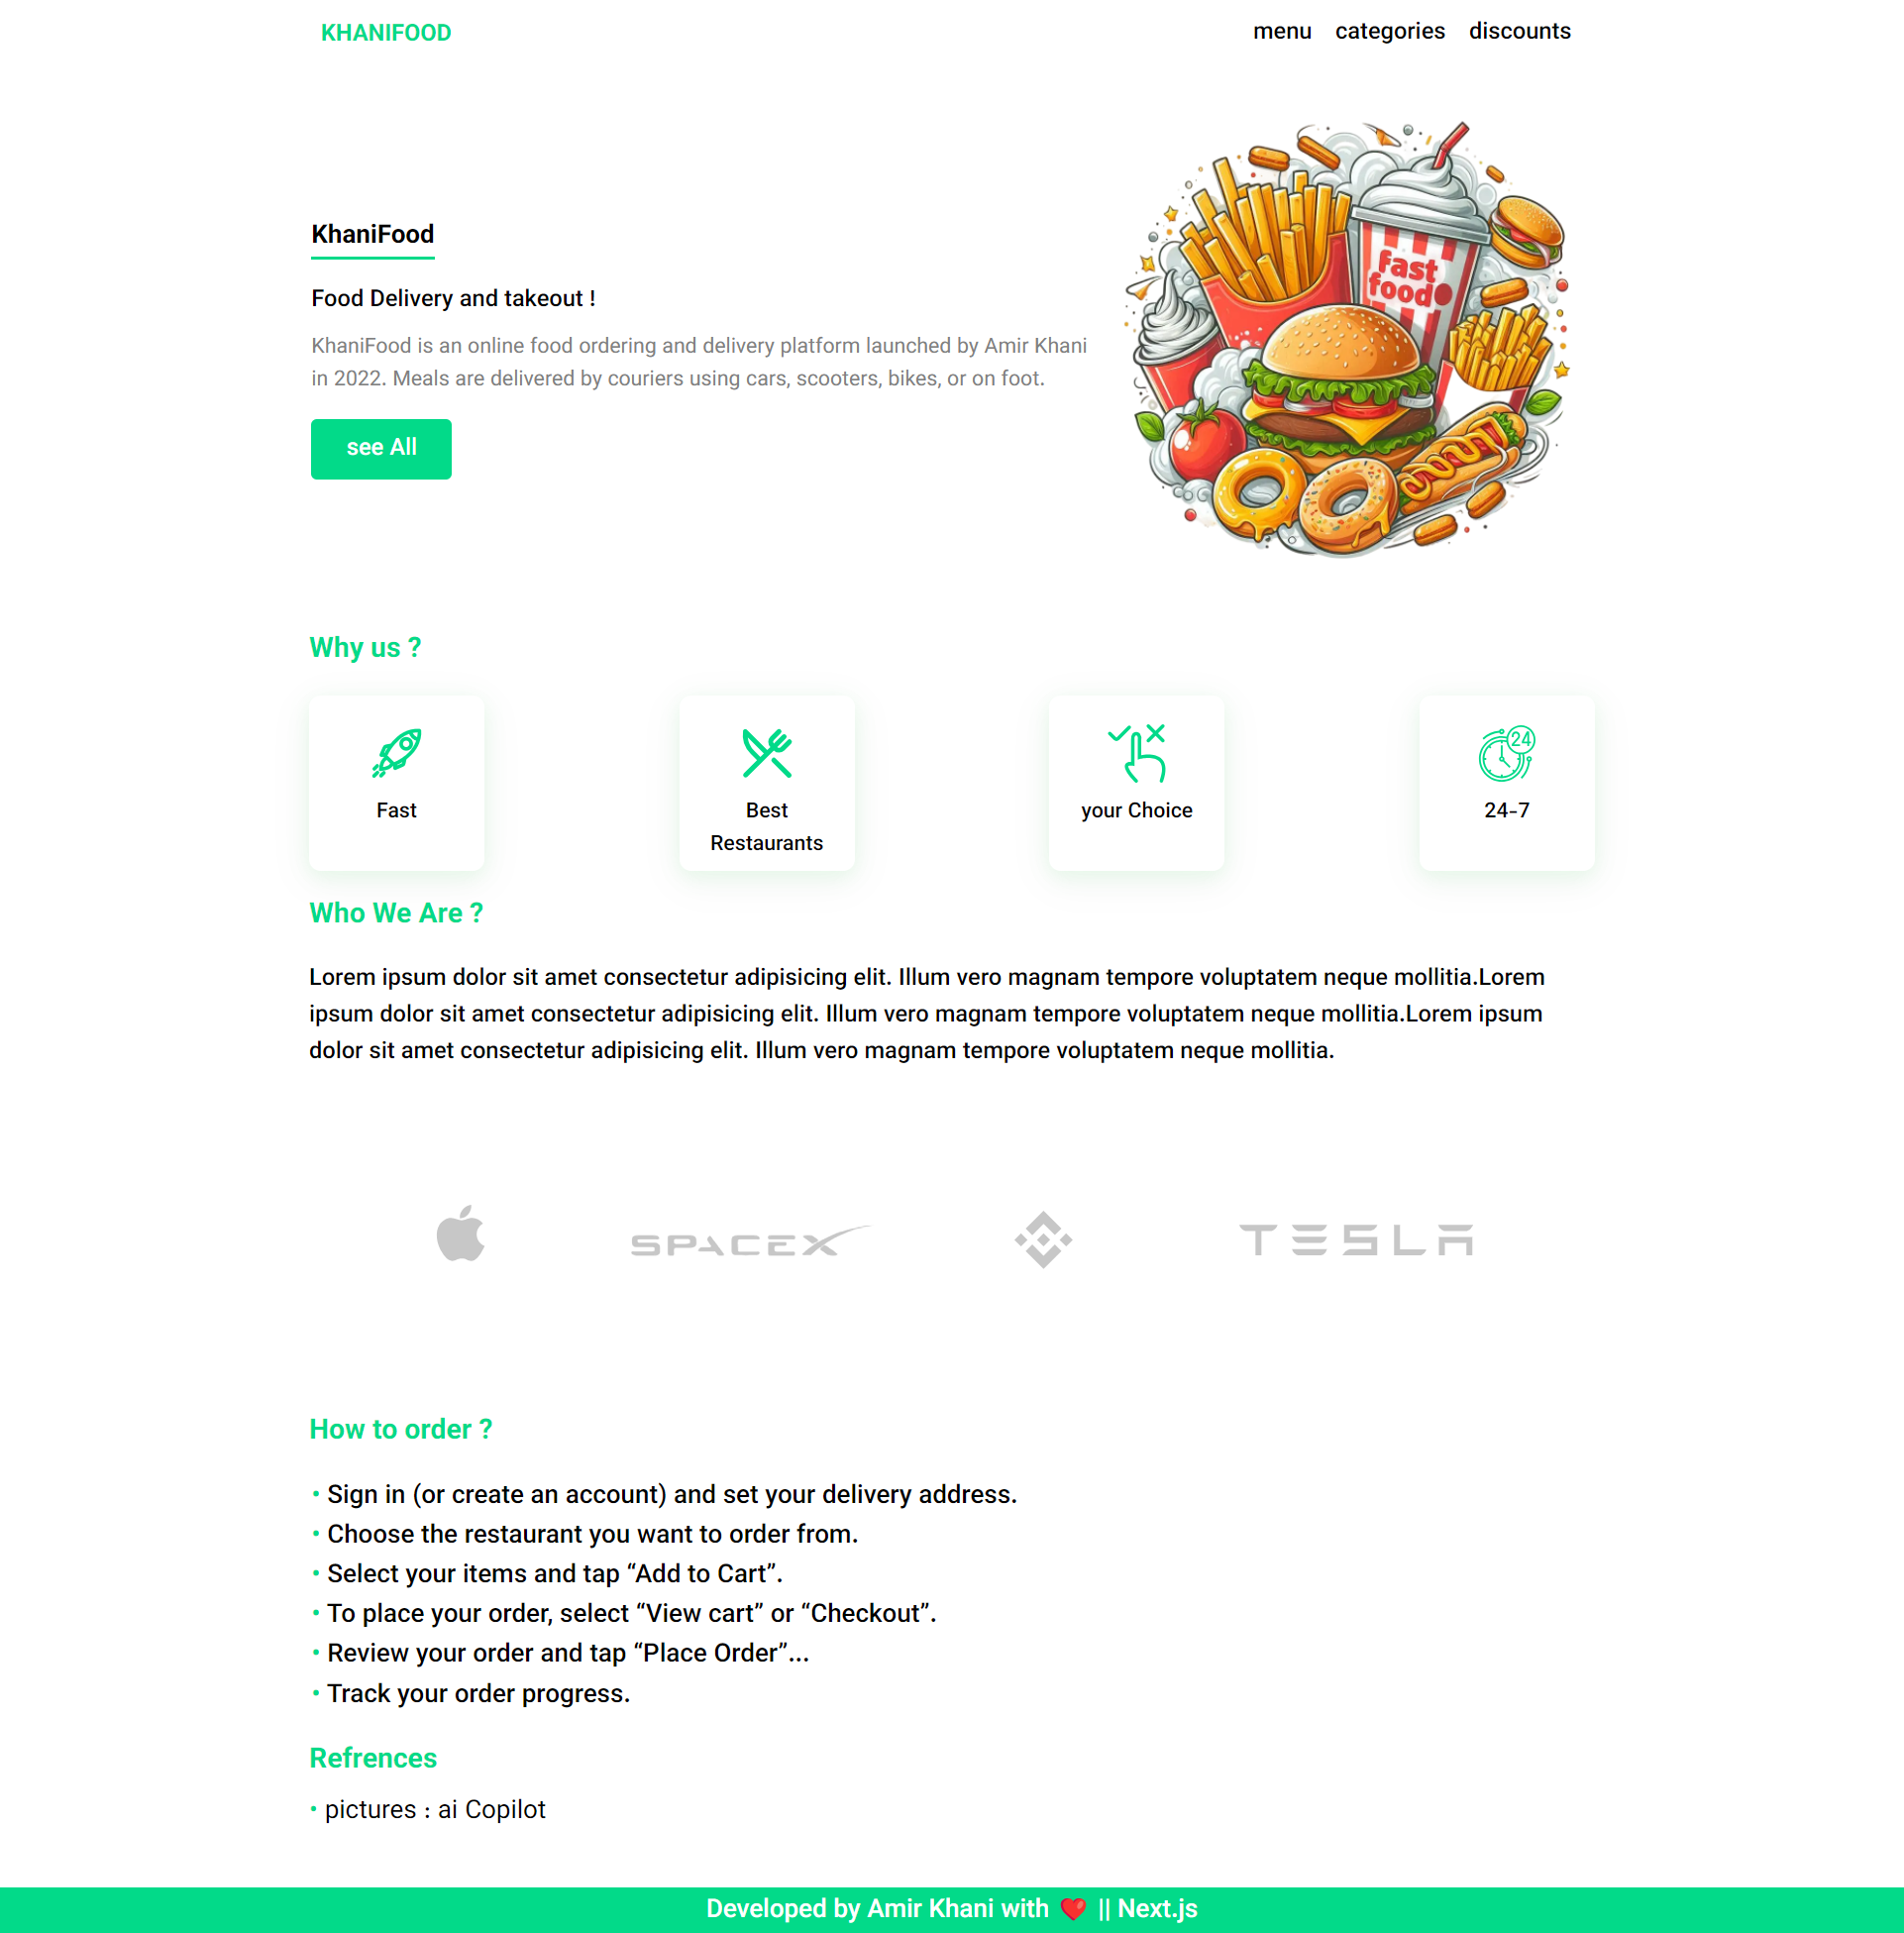 KHANIFOOD
menu categories discounts
fast
food
KhaniFood
Food Delivery and takeout !
KhaniFood is an online food ordering and delivery platform launched by Amir Khani
in 2022. Meals are delivered by couriers using cars, scooters, bikes, or on foot.
see All
Why us ?
Fast
Best
Restaurants
your Choice
24
24-7
Who We Are ?
Lorem ipsum dolor sit amet consectetur adipisicing elit. Illum vero magnam tempore voluptatem neque mollitia.Lorem
ipsum dolor sit amet consectetur adipisicing elit. Illum vero magnam tempore voluptatem neque mollitia.Lorem ipsum
dolor sit amet consectetur adipisicing elit. Illum vero magnam tempore voluptatem neque mollitia.
SPACEX
TESLA
How to order ?
• Sign in (or create an account) and set your delivery address.
• Choose the restaurant you want to order from.
• Select your items and tap “Add to Cart”.
• To place your order, select “View cart” or “Checkout”.
• Review your order and tap “Place Order”...
• Track your order progress.
Refrences
• pictures : ai Copilot
Developed by Amir Khani with ❤️ || Next.js